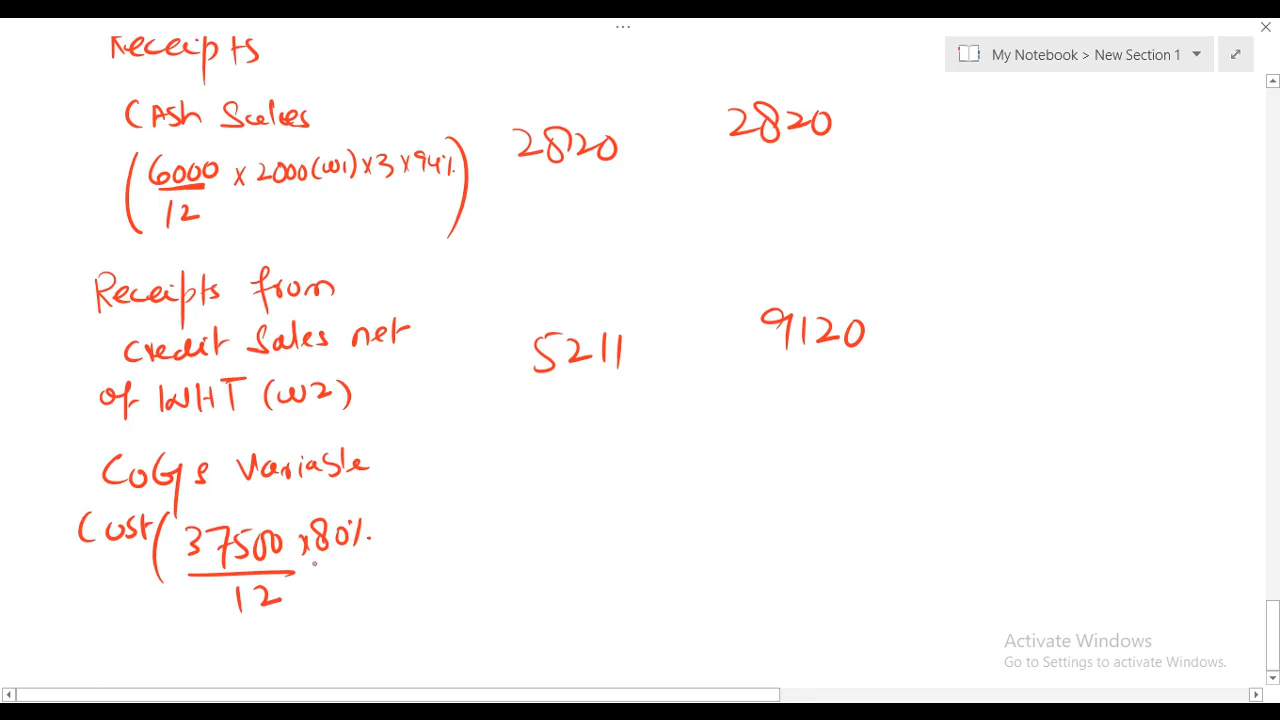 ...
My Notebook > New Section 1
Receipts
Cash Sales 2820 2820
(6000/12 × 2000(W1) × 3 × 94%)
Receipts from
credit Sales net 5211 9120
of WHT (W2)
CoGs Variable
Cost (37500/12 × 80%
Activate Windows
Go to Settings to activate Windows.